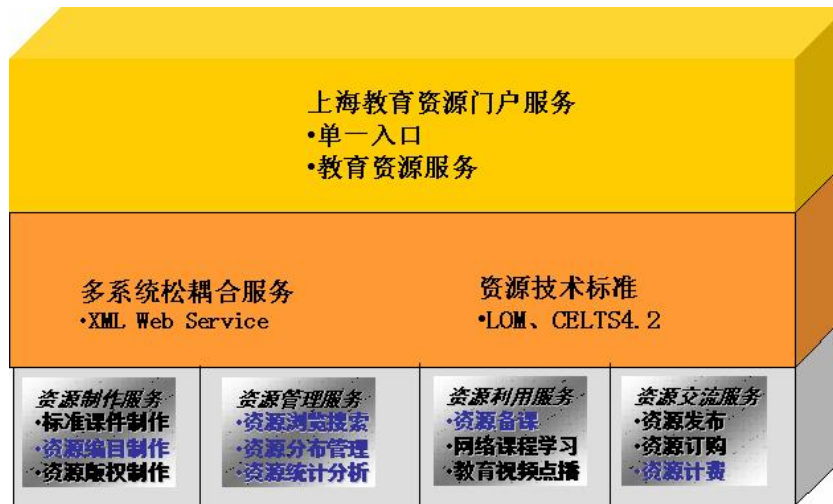 上海教育资源门户服务
•单一入口
•教育资源服务
多系统松耦合服务
•XML Web Service
资源技术标准
•LOM、CELTS4.2
资源制作服务
•标准课件制作
•资源编目制作
•资源版权制作
资源管理服务
•资源浏览搜索
•资源分布管理
•资源统计分析
资源利用服务
•资源备课
•网络课程学习
•教育视频点播
资源交流服务
•资源发布
•资源订购
•资源计费